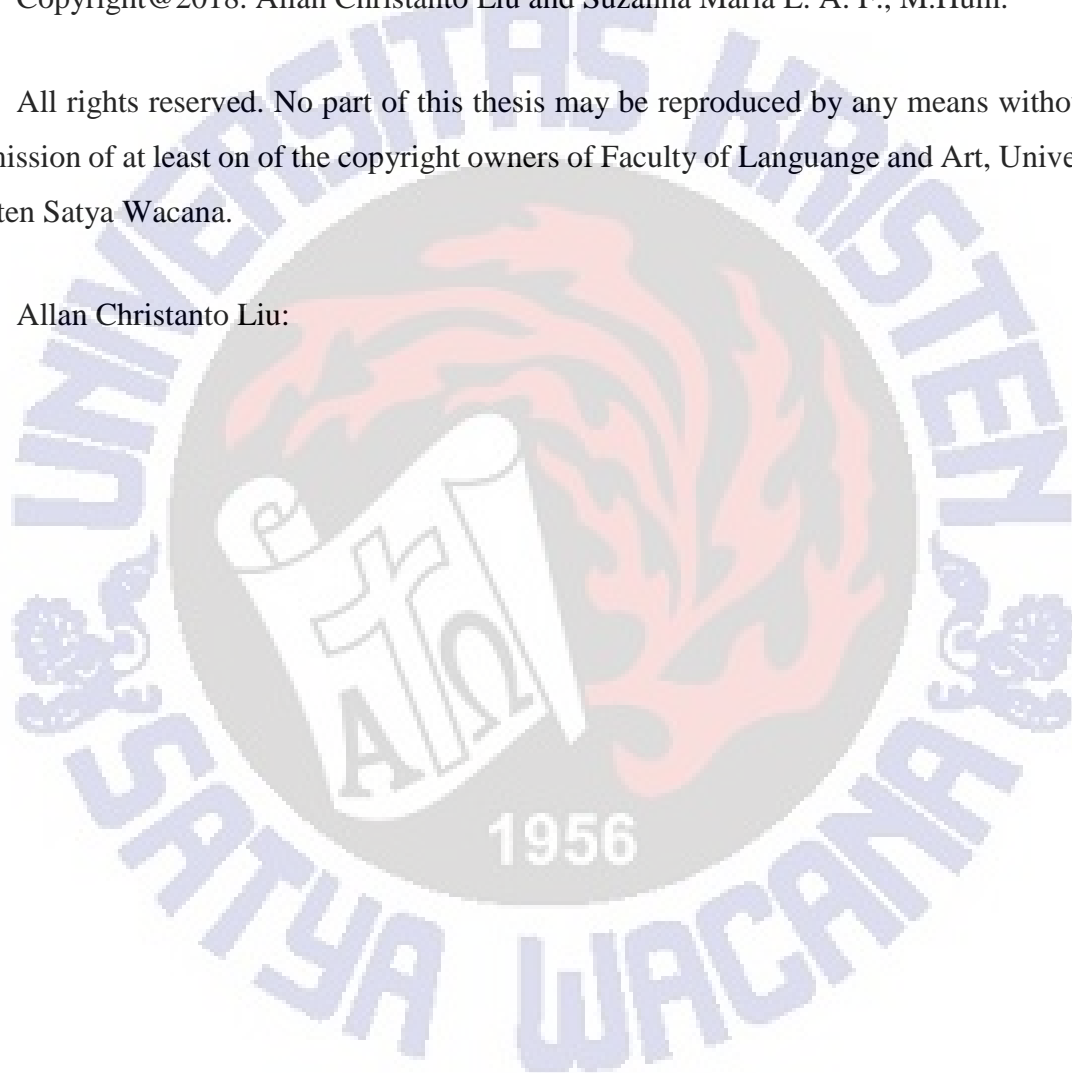 Copyright@2018. Allan Christanto Liu and Suzanna Maria L. A. F., M.Hum.
All rights reserved. No part of this thesis may be reproduced by any means witho
ission of at least on of the copyright owners of Faculty of Languange and Art, Unive
ten Satya Wacana.
Allan Christanto Liu:
UNIVERSITAS KRISTEN
SATYA WACANA
Α Ω
1956